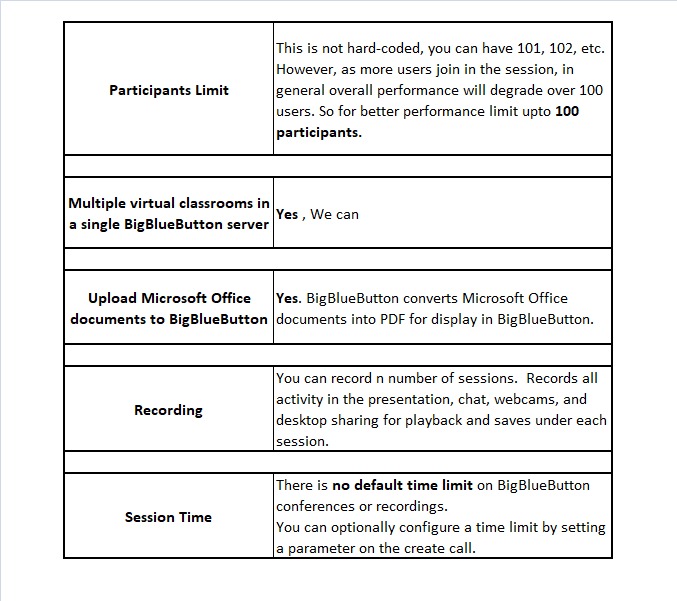 Participants Limit
This is not hard-coded, you can have 101, 102, etc.
However, as more users join in the session, in
general overall performance will degrade over 100
users. So for better performance limit upto 100
participants.
Multiple virtual classrooms in
a single BigBlueButton server
Yes , We can
Upload Microsoft Office
documents to BigBlueButton
Yes. BigBlueButton converts Microsoft Office
documents into PDF for display in BigBlueButton.
Recording
You can record n number of sessions.  Records all
activity in the presentation, chat, webcams, and
desktop sharing for playback and saves under each
session.
Session Time
There is no default time limit on BigBlueButton
conferences or recordings.
You can optionally configure a time limit by setting
a parameter on the create call.